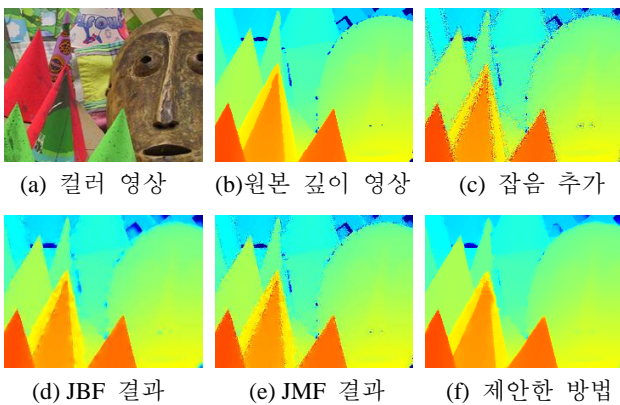 (a) 컬러 영상
(b)원본 깊이 영상
(c) 잡음 추가
(d) JBF 결과
(e) JMF 결과
(f) 제안한 방법